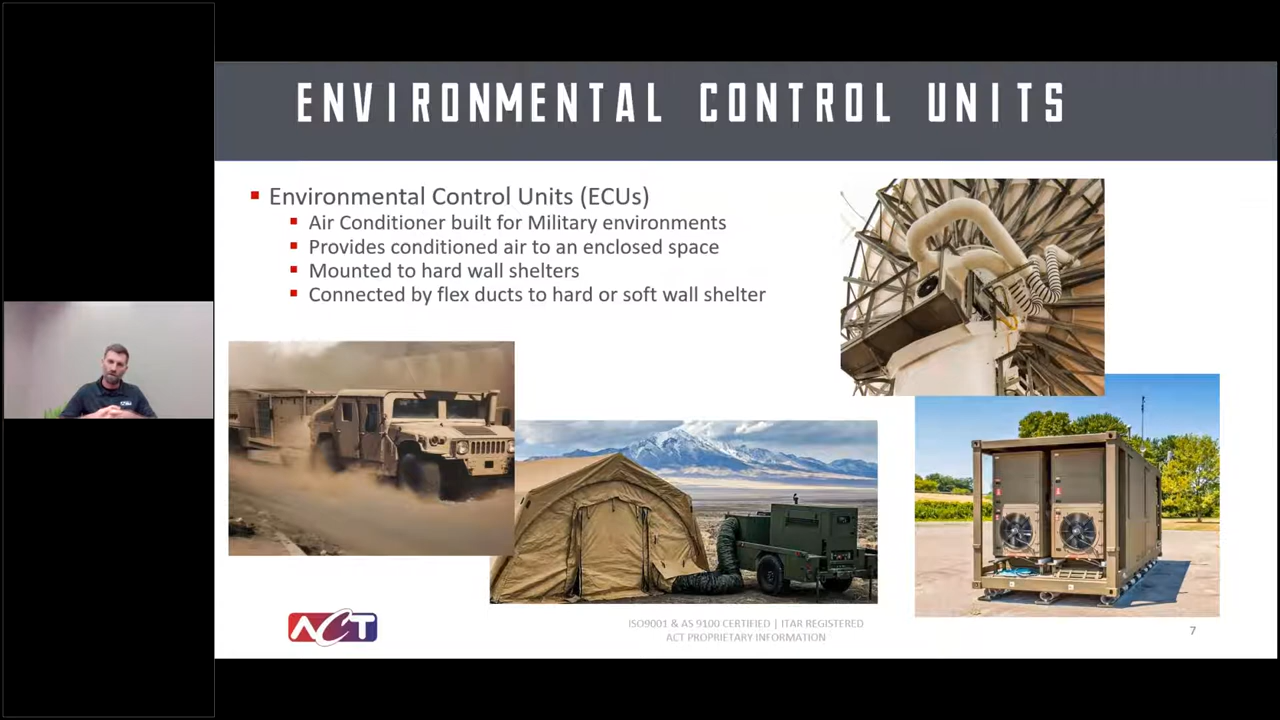 ENVIRONMENTAL CONTROL UNITS
Environmental Control Units (ECUs)
Air Conditioner built for Military environments
Provides conditioned air to an enclosed space
Mounted to hard wall shelters
Connected by flex ducts to hard or soft wall shelter
ACT
ISO9001 & AS 9100 CERTIFIED | ITAR REGISTERED
ACT PROPRIETARY INFORMATION
7